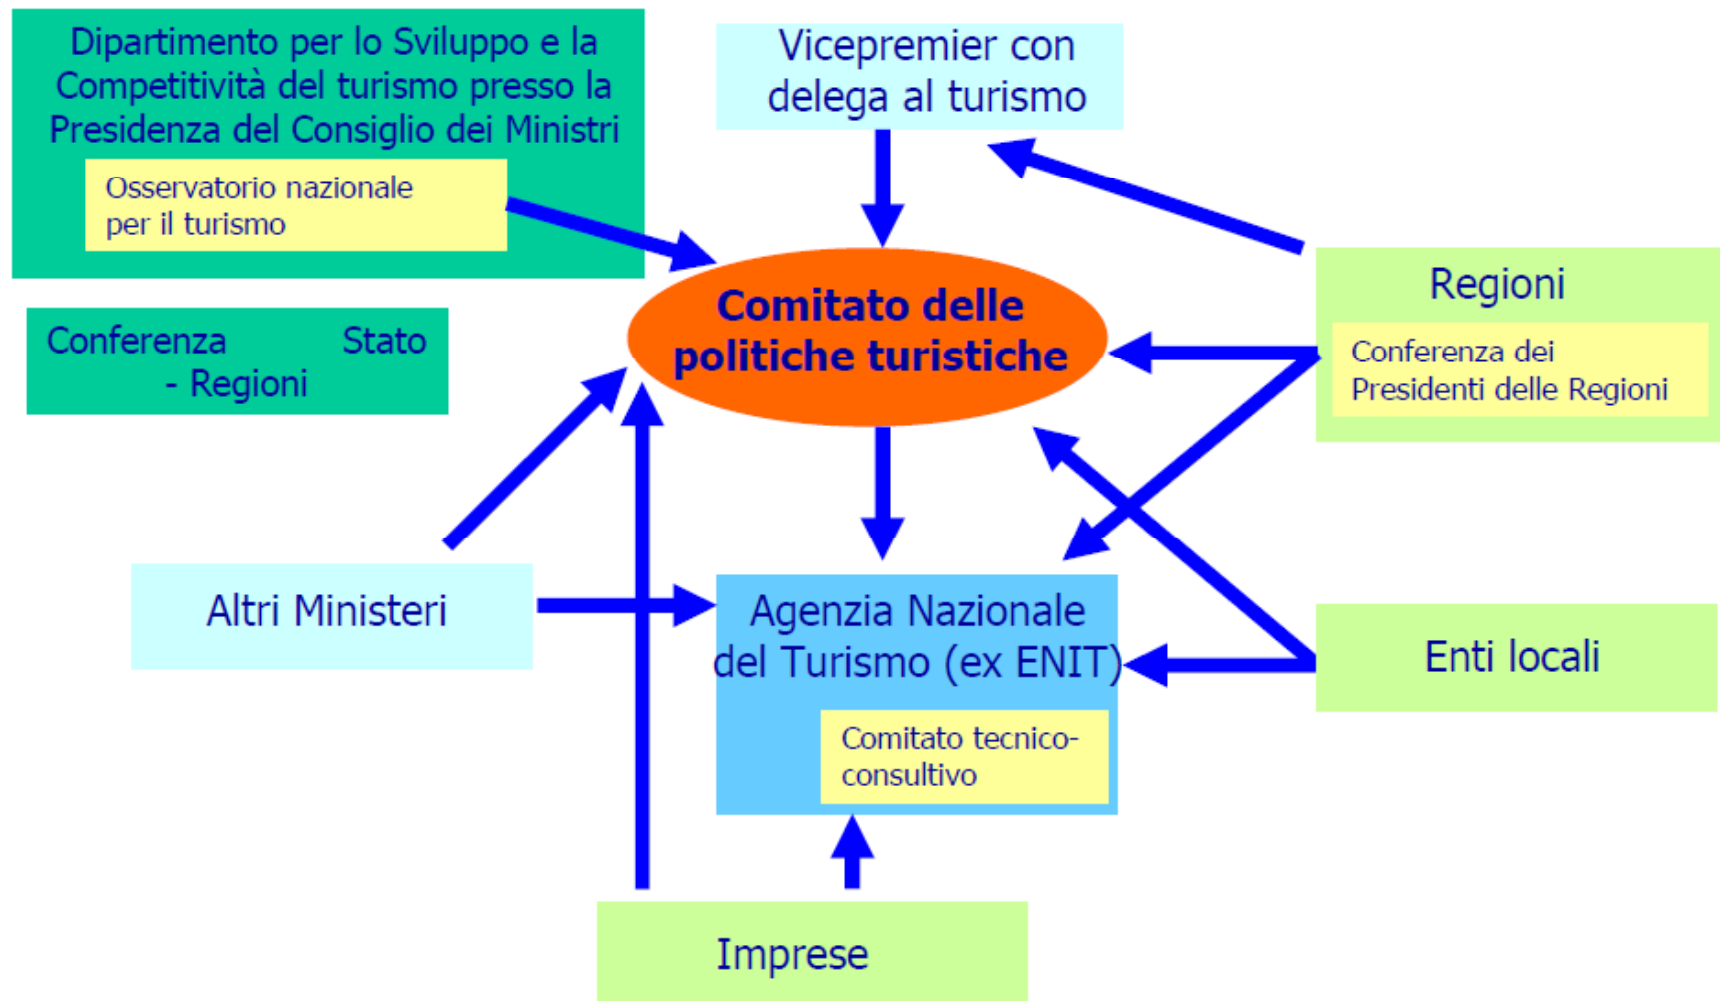 Dipartimento per lo Sviluppo e la
Competitività del turismo presso la
Presidenza del Consiglio dei Ministri
Osservatorio nazionale
per il turismo
Vicepremier con
delega al turismo
Comitato delle
politiche turistiche
Conferenza Stato
- Regioni
Regioni
Conferenza dei
Presidenti delle Regioni
Altri Ministeri
Agenzia Nazionale
del Turismo (ex ENIT)
Comitato tecnico-
consultivo
Enti locali
Imprese